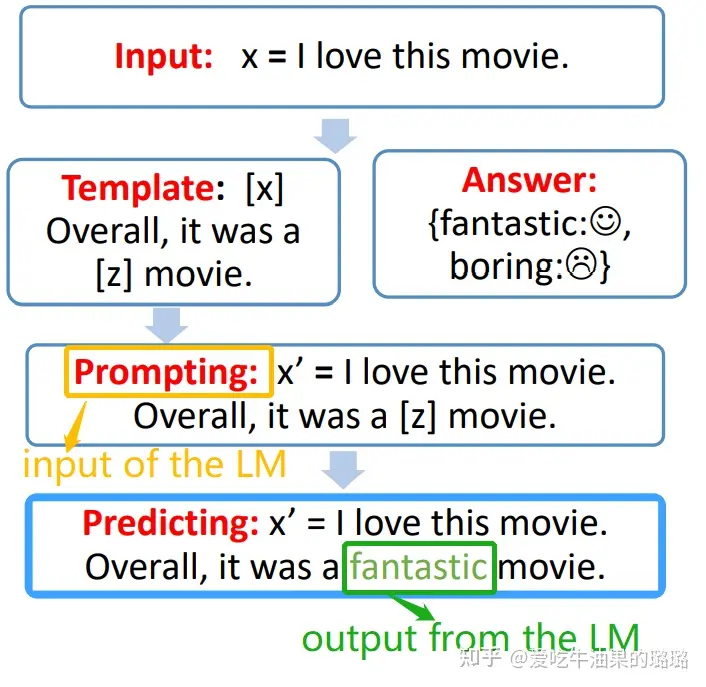 Input: x = I love this movie.
Template: [x]
Overall, it was a
[z] movie.
Answer:
{fantastic:☺,
boring:☹}
Prompting: x’ = I love this movie.
Overall, it was a [z] movie.
input of the LM
Predicting: x’ = I love this movie.
Overall, it was a fantastic movie.
output from the LM
知乎 @爱吃牛油果的璐璐